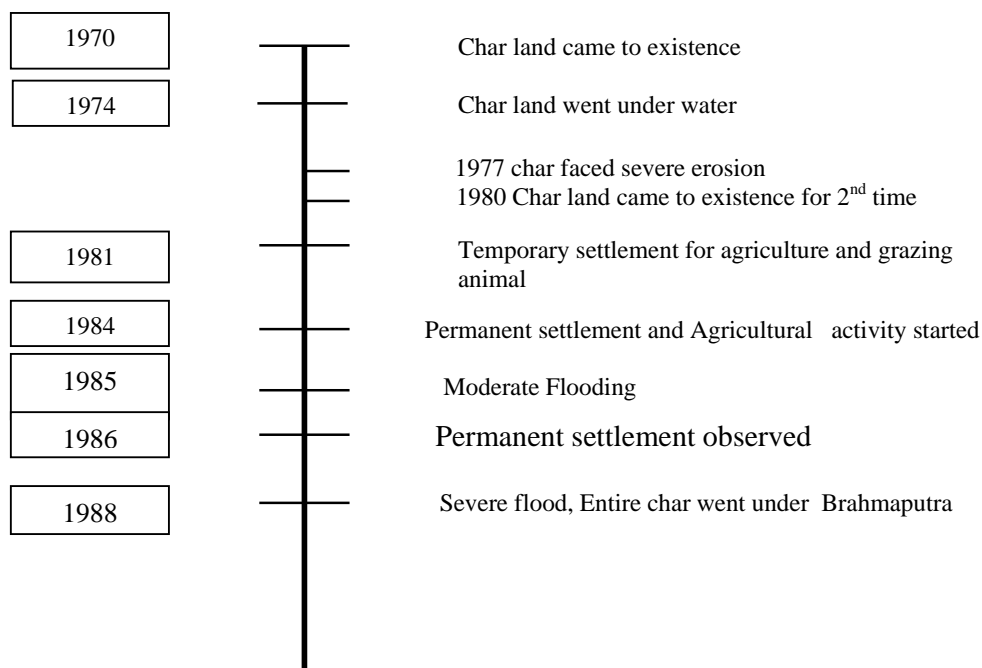 1970
Char land came to existence
1974
Char land went under water
1977 char faced severe erosion
1980 Char land came to existence for 2nd time
1981
Temporary settlement for agriculture and grazing
animal
1984
Permanent settlement and Agricultural activity started
1985
Moderate Flooding
1986
Permanent settlement observed
1988
Severe flood, Entire char went under Brahmaputra